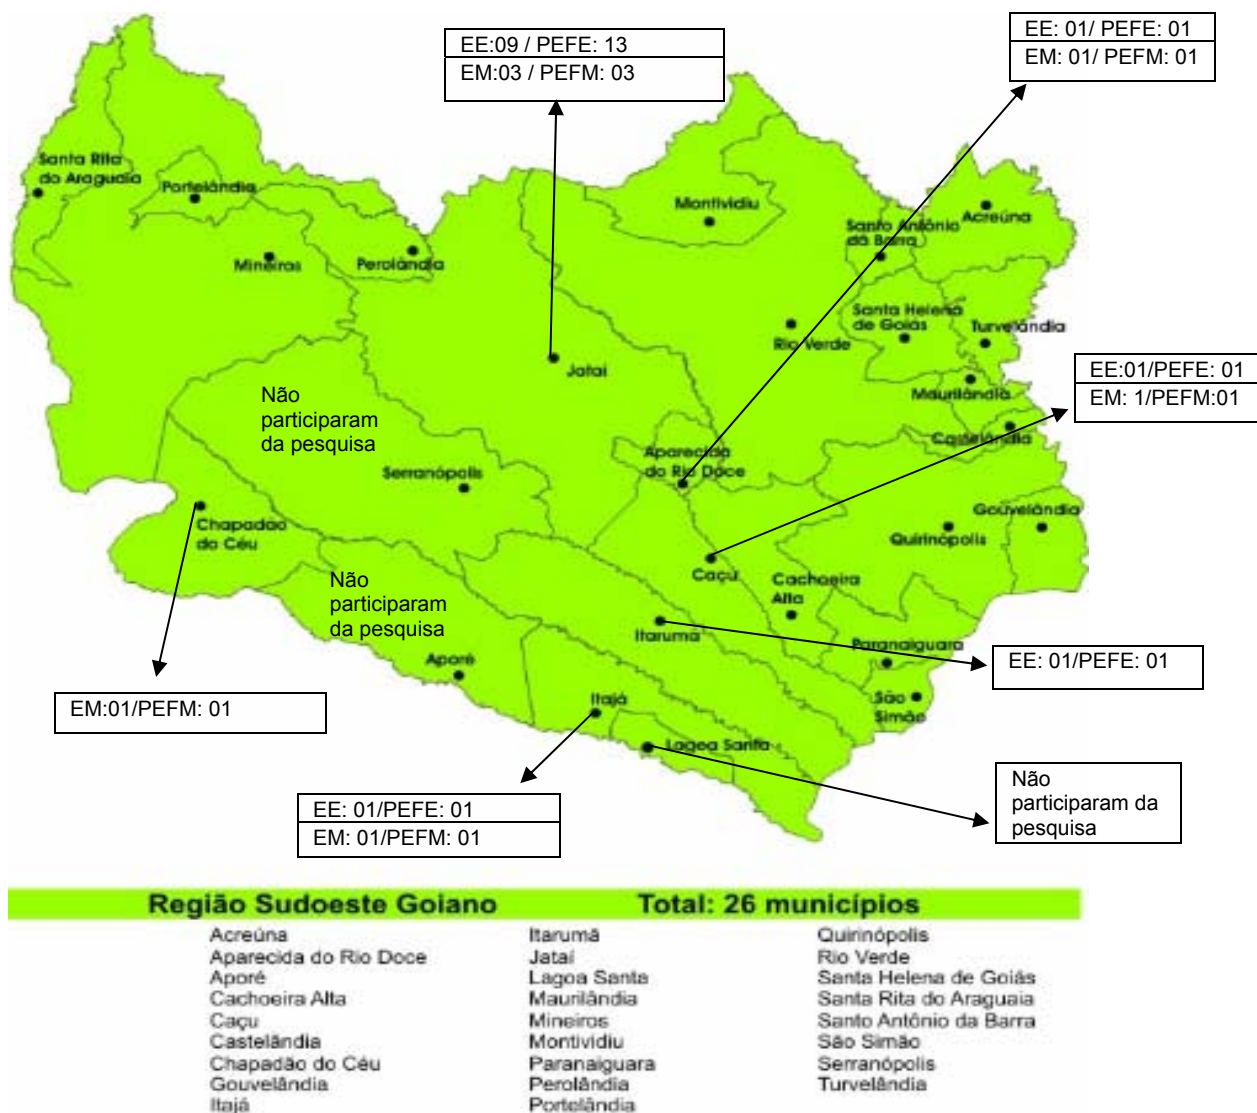 EE:09 / PEFE: 13
EM:03 / PEFM: 03
EE: 01/ PEFE: 01
EM: 01/ PEFM: 01
Santa Rita
do Araguaia
Portelândia
Mineiros
Perolândia
Montividiu
Santo Antônio
da Barra
Acreúna
Santa Helena
de Goiás
Rio Verde
Turvelândia
Jataí
Maurilândia
Castelândia
EE:01/PEFE: 01
EM: 1/PEFM:01
Não
participaram
da pesquisa
Serranópolis
Aparecida
do Rio Doce
Gouvelândia
Quirinópolis
Chapadão
do Céu
Caçu
Cachoeira
Alta
Não
participaram
da pesquisa
Itarumã
Paranaiguara
Aporé
São
Simão
Itajá
Lagoa Santa
EE: 01/PEFE: 01
EM:01/PEFM: 01
EE: 01/PEFE: 01
EM: 01/PEFM: 01
Não
participaram da
pesquisa
Região Sudoeste Goiano Total: 26 municípios
Acreúna Itarumã Quirinópolis
Aparecida do Rio Doce Jataí Rio Verde
Aporé Lagoa Santa Santa Helena de Goiás
Cachoeira Alta Maurilândia Santa Rita do Araguaia
Caçu Mineiros Santo Antônio da Barra
Castelândia Montividiu São Simão
Chapadão do Céu Paranaiguara Serranópolis
Gouvelândia Perolândia Turvelândia
Itajá Portelândia